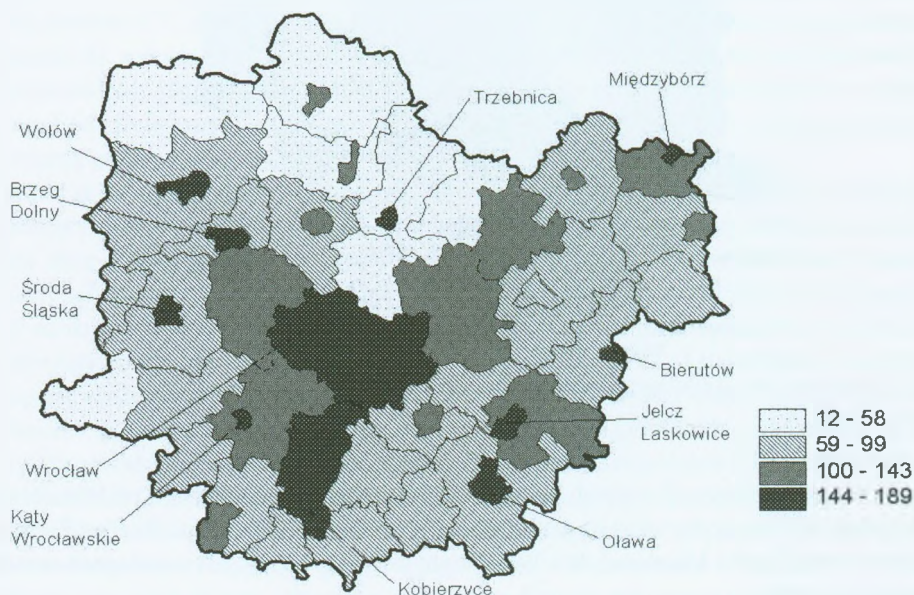 Międzybórz
Trzebnica
Wołów
Brzeg
Dolny
Środa
Śląska
Bierutów
Jelcz
Laskowice
12 - 58
59 - 99
100 - 143
144 - 189
Wrocław
Kąty
Wrocławskie
Oława
Kobierzyce